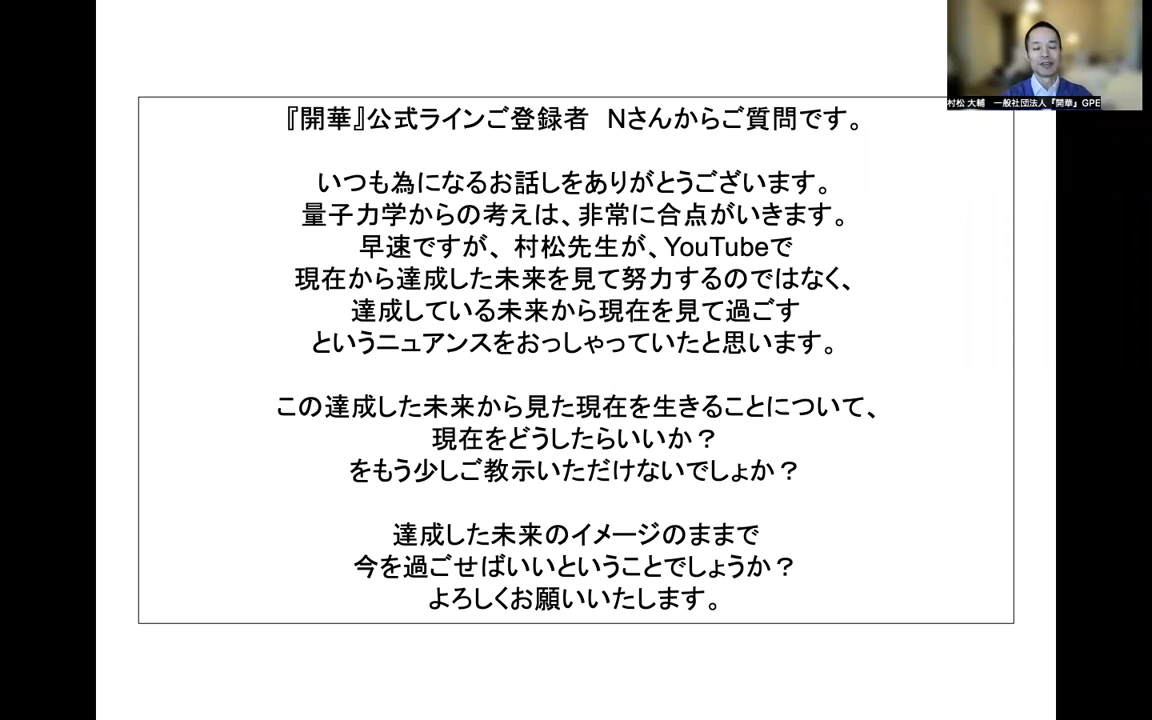 村松 大輔 一般社団法人『開華』GPE
『開華』公式ラインご登録者 Nさんからご質問です。
いつも為になるお話しをありがとうございます。
量子力学からの考えは、非常に合点がいきます。
早速ですが、村松先生が、YouTubeで
現在から達成した未来を見て努力するのではなく、
達成している未来から現在を見て過ごす
というニュアンスをおっしゃっていたと思います。
この達成した未来から見た現在を生きることについて、
現在をどうしたらいいか？
をもう少しご教示いただけないでしょか？
達成した未来のイメージのままで
今を過ごせばいいということでしょうか？
よろしくお願いいたします。